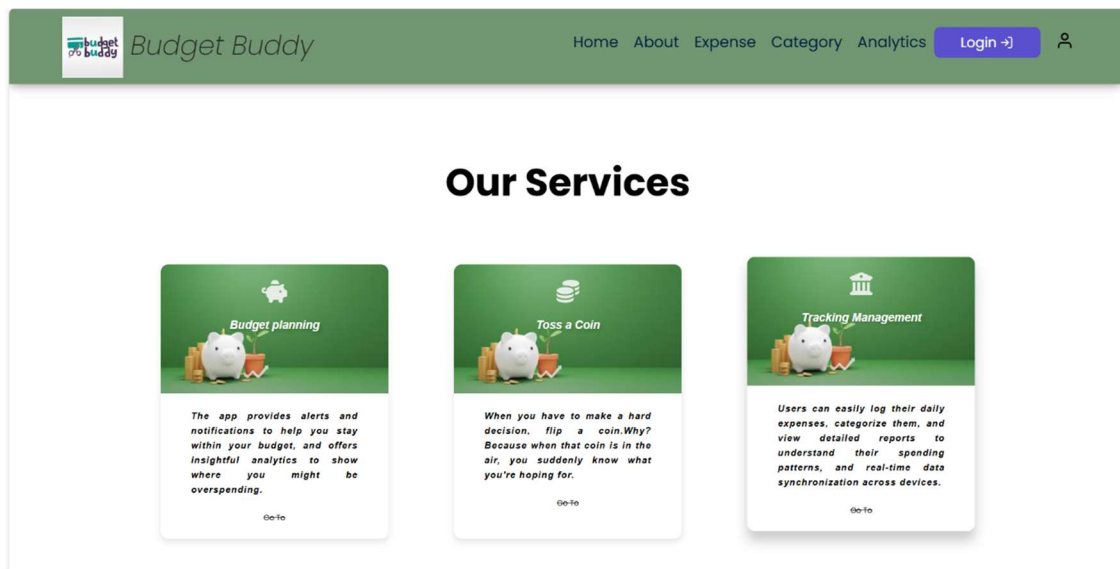 budget
buddy
Budget Buddy
Home About Expense Category Analytics Login
Our Services
Budget planning
The app provides alerts and
notifications to help you stay
within your budget, and offers
insightful analytics to show
where you might be
overspending.
Go To
Toss a Coin
When you have to make a hard
decision, flip a coin.Why?
Because when that coin is in the
air, you suddenly know what
you're hoping for.
Go To
Tracking Management
Users can easily log their daily
expenses, categorize them, and
view detailed reports to
understand their spending
patterns, and real-time data
synchronization across devices.
Go To